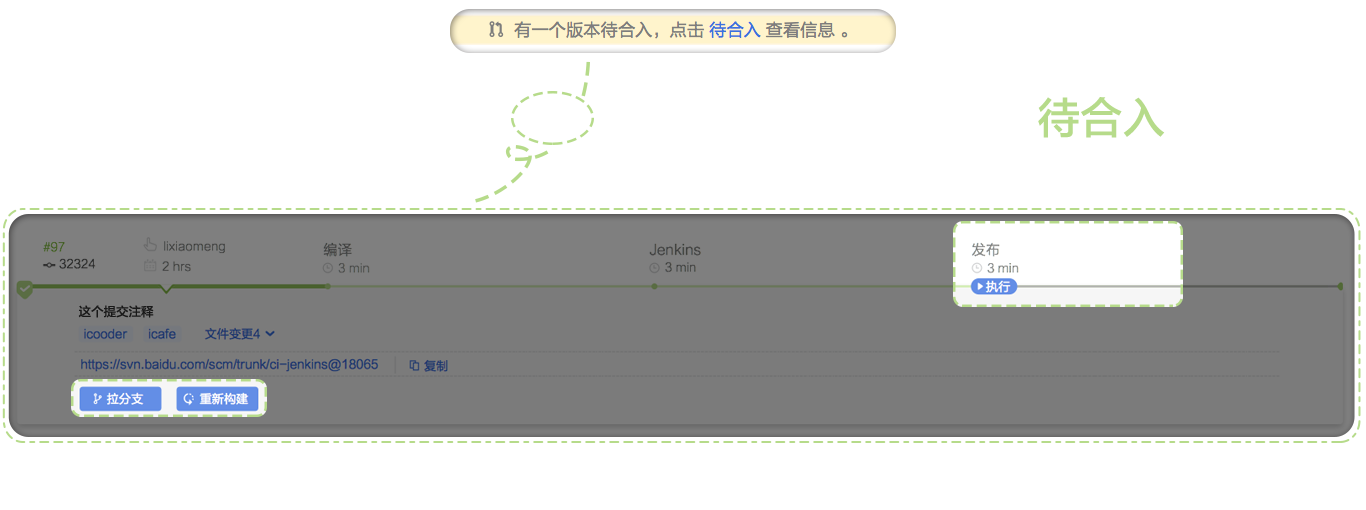 有一个版本待合入，点击 待合入 查看信息 。
待合入
#97
32324
lixiaomeng
2 hrs
编译
3 min
Jenkins
3 min
发布
3 min
执行
这个提交注释
icooder icafe 文件变更4
https://svn.baidu.com/scm/trunk/ci-jenkins@18065 复制
拉分支 重新构建